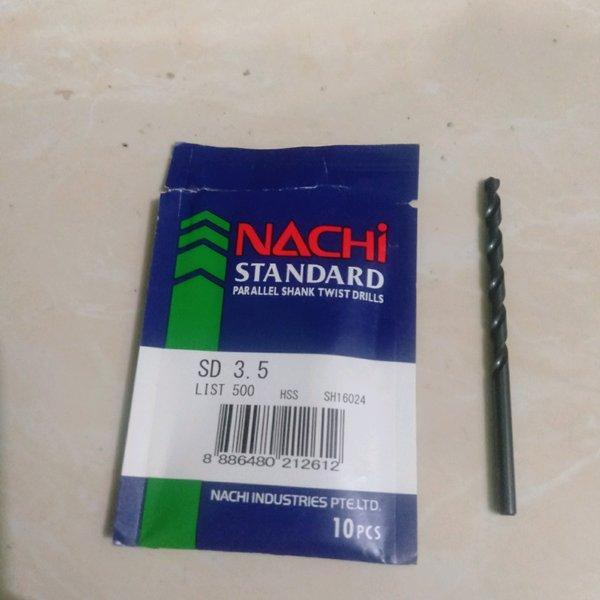 NACHi
STANDARD
PARALLEL SHANK TWIST DRILLS
SD 3.5
LIST 500 HSS SH16024
8 886480 212612
NACHI INDUSTRIES PTE.LTD.
10PCS